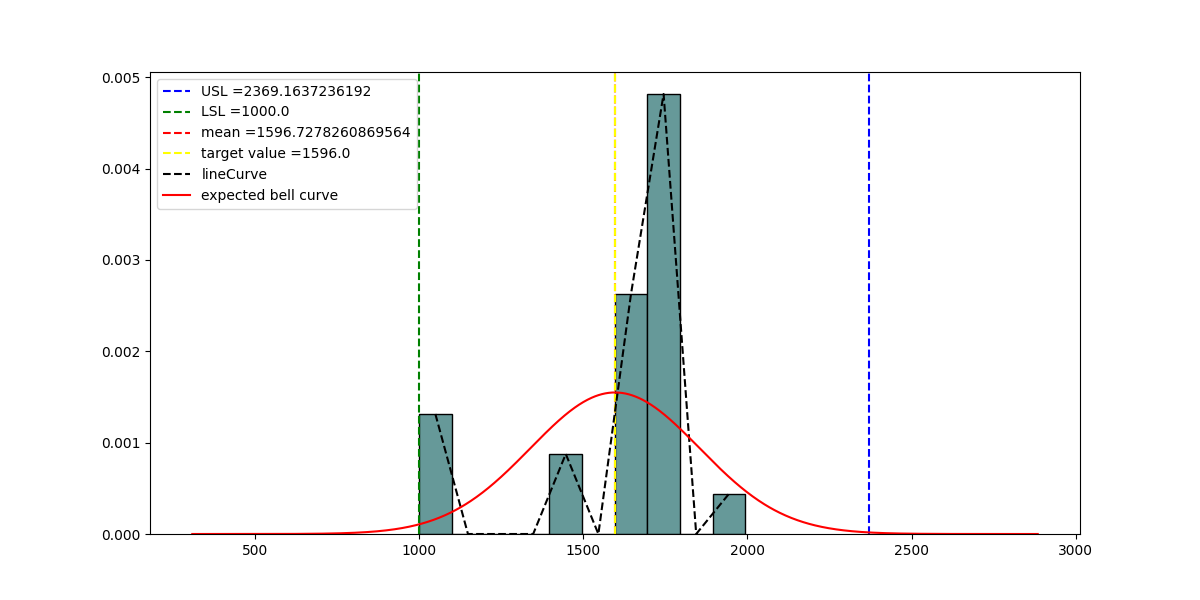 USL =2369.1637236192
LSL =1000.0
mean =1596.7278260869564
target value =1596.0
lineCurve
expected bell curve
0.005
0.004
0.003
0.002
0.001
0.000
500 1000 1500 2000 2500 3000